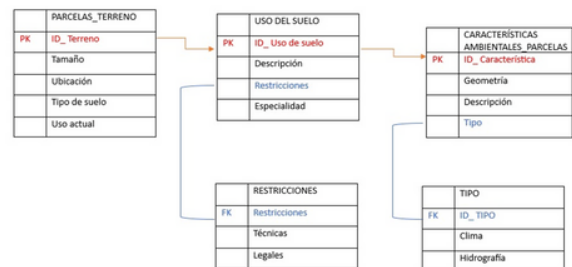 PARCELAS_TERRENO
PK ID_ Terreno
Tamaño
Ubicación
Tipo de suelo
Uso actual
USO DEL SUELO
PK ID_ Uso de suelo
Descripción
Restricciones
Especialidad
CARACTERÍSTICAS
AMBIENTALES_PARCELAS
PK ID_ Característica
Geometría
Descripción
Tipo
RESTRICCIONES
FK Restricciones
Técnicas
Legales
TIPO
FK ID_ TIPO
Clima
Hidrografía